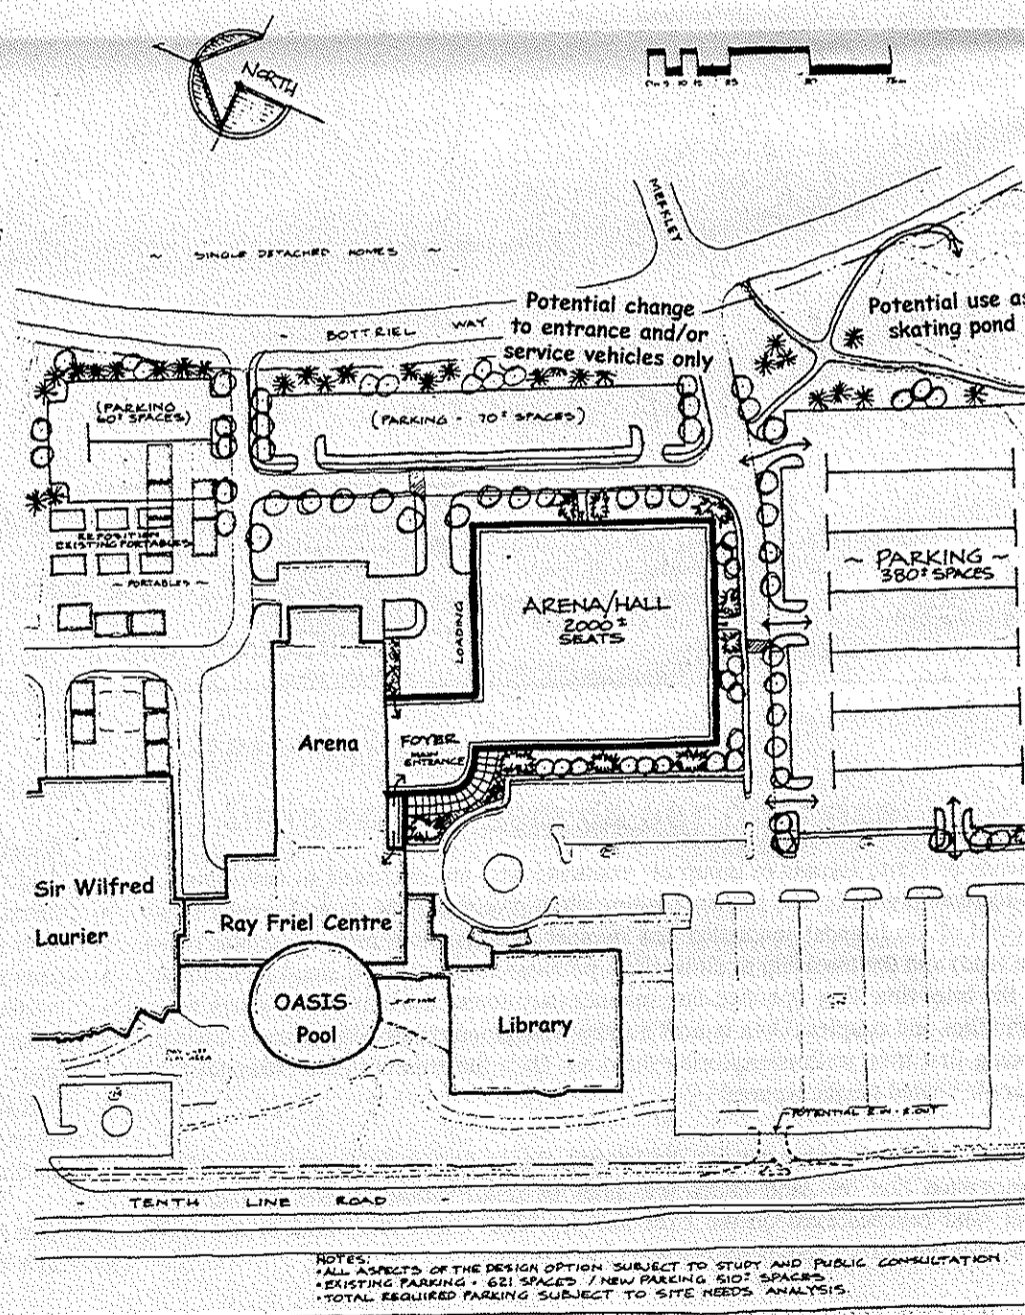 NORTH
MERKLEY
~ SINGLE DETACHED HOMES ~
Potential change
to entrance and/or
service vehicles only
Potential use as
skating pond
- BOTTRIEL WAY
(PARKING
60± SPACES)
(PARKING - 70± SPACES)
REPOSITION
EXISTING PORTABLES
~ PORTABLES ~
~ PARKING ~
380± SPACES
ARENA/HALL
2000±
SEATS
LOADING
Arena
FOYER
MAIN
ENTRANCE
Sir Wilfred
Laurier
Ray Friel Centre
OASIS
Pool
Library
POTENTIAL R IN - R OUT
- TENTH LINE ROAD -
NOTES:
• ALL ASPECTS OF THE DESIGN OPTION SUBJECT TO STUDY AND PUBLIC CONSULTATION
• EXISTING PARKING - 621 SPACES / NEW PARKING 510± SPACES
• TOTAL REQUIRED PARKING SUBJECT TO SITE NEEDS ANALYSIS.